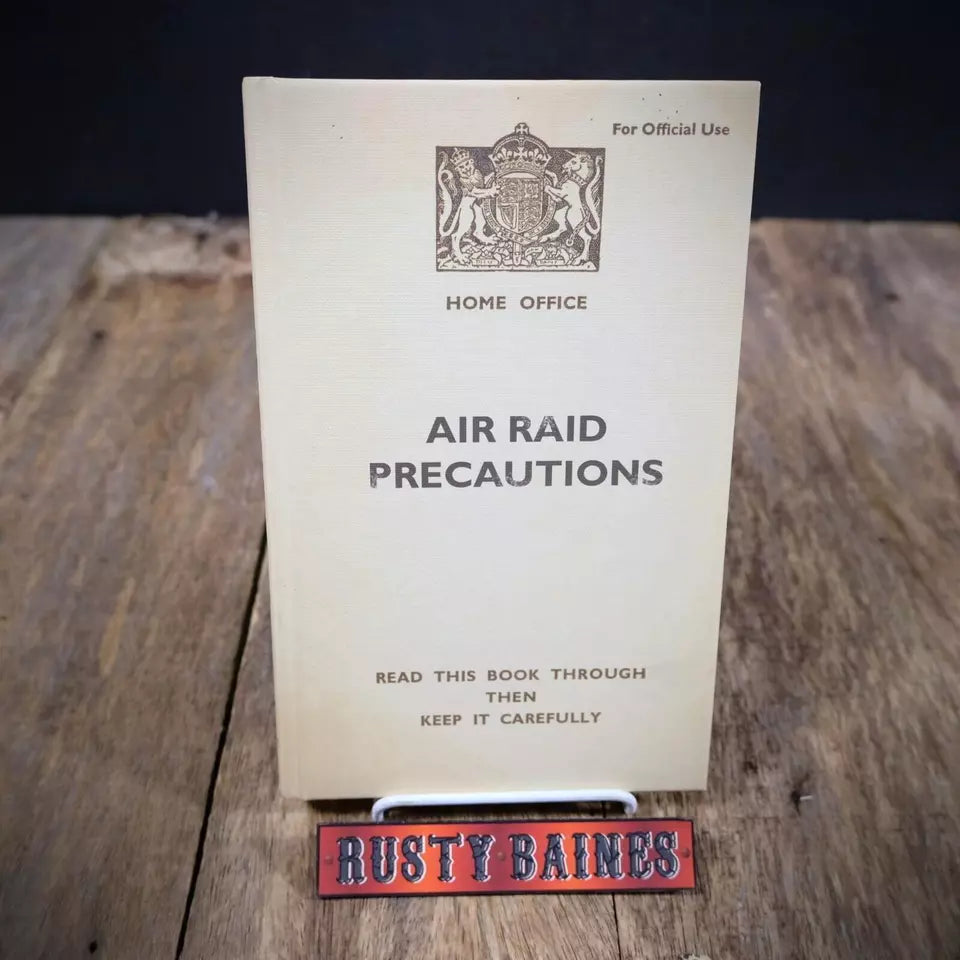 For Official Use
HOME OFFICE
AIR RAID
PRECAUTIONS
READ THIS BOOK THROUGH
THEN
KEEP IT CAREFULLY
RUSTY BAINES